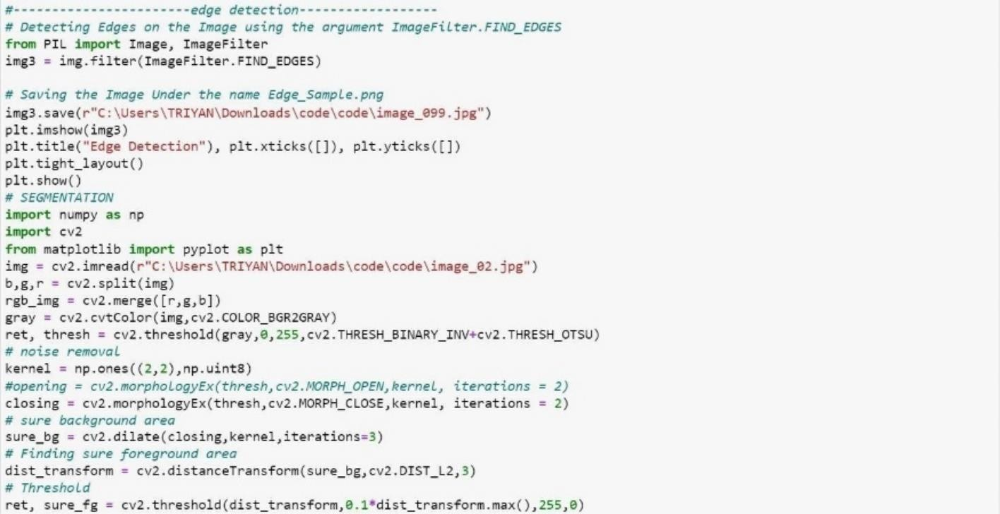 #-----------------------edge detection------------------
# Detecting Edges on the Image using the argument ImageFilter.FIND_EDGES
from PIL import Image, ImageFilter
img3 = img.filter(ImageFilter.FIND_EDGES)
# Saving the Image Under the name Edge_Sample.png
img3.save(r"C:\Users\TRIYAN\Downloads\code\code\image_099.jpg")
plt.imshow(img3)
plt.title("Edge Detection"), plt.xticks([]), plt.yticks([])
plt.tight_layout()
plt.show()
# SEGMENTATION
import numpy as np
import cv2
from matplotlib import pyplot as plt
img = cv2.imread(r"C:\Users\TRIYAN\Downloads\code\code\image_02.jpg")
b,g,r = cv2.split(img)
rgb_img = cv2.merge([r,g,b])
gray = cv2.cvtColor(img,cv2.COLOR_BGR2GRAY)
ret, thresh = cv2.threshold(gray,0,255,cv2.THRESH_BINARY_INV+cv2.THRESH_OTSU)
# noise removal
kernel = np.ones((2,2),np.uint8)
#opening = cv2.morphologyEx(thresh,cv2.MORPH_OPEN,kernel, iterations = 2)
closing = cv2.morphologyEx(thresh,cv2.MORPH_CLOSE,kernel, iterations = 2)
# sure background area
sure_bg = cv2.dilate(closing,kernel,iterations=3)
# Finding sure foreground area
dist_transform = cv2.distanceTransform(sure_bg,cv2.DIST_L2,3)
# Threshold
ret, sure_fg = cv2.threshold(dist_transform,0.1*dist_transform.max(),255,0)